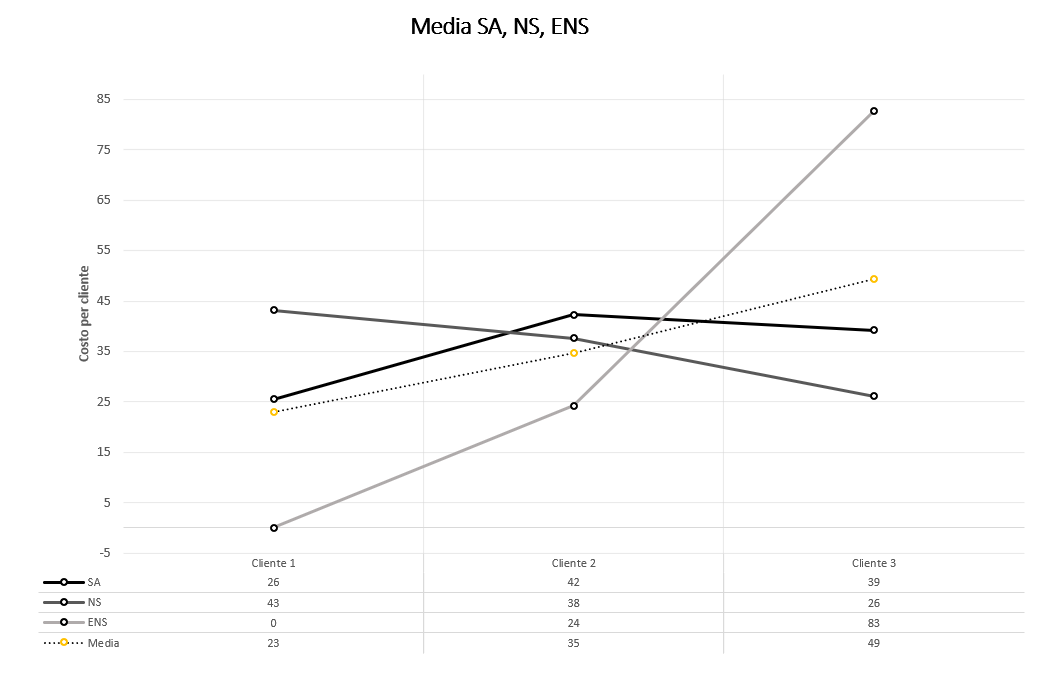 Media SA, NS, ENS
85
75
65
55
45
35
25
15
5
-5
Costo per cliente
Cliente 1 Cliente 2 Cliente 3
SA 26 42 39
NS 43 38 26
ENS 0 24 83
Media 23 35 49